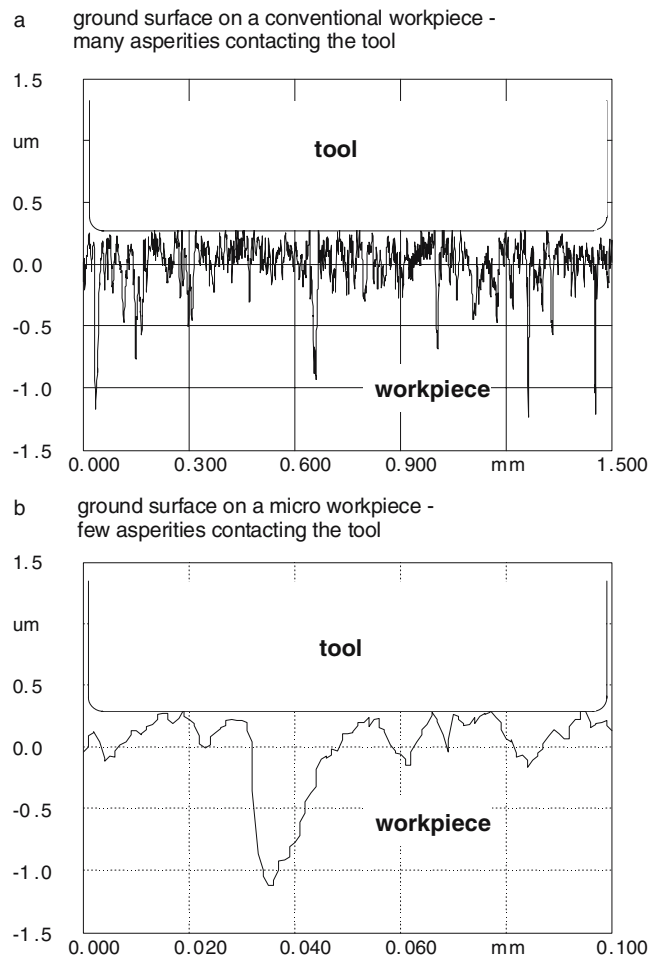 a ground surface on a conventional workpiece -
many asperities contacting the tool
1.5
um
0.5
0.0
-0.5
-1.0
-1.5
tool
workpiece
0.000 0.300 0.600 0.900 mm 1.500
b ground surface on a micro workpiece -
few asperities contacting the tool
1.5
um
0.5
0.0
-0.5
-1.0
-1.5
tool
workpiece
0.000 0.020 0.040 0.060 mm 0.100